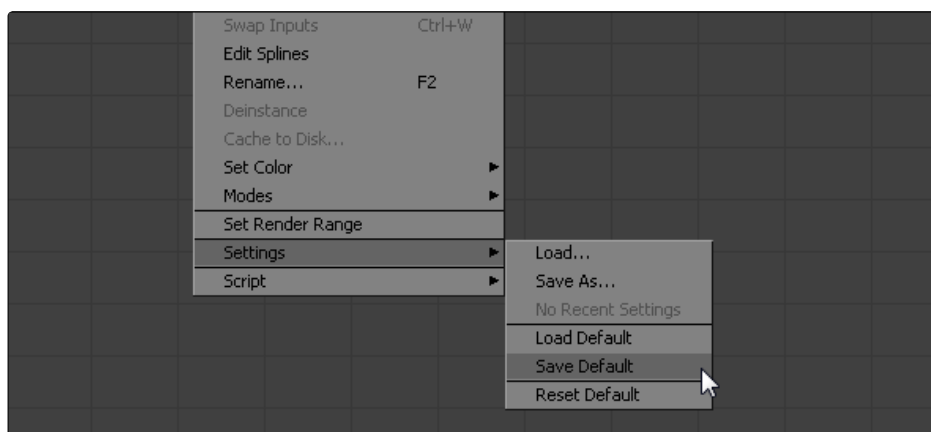 Swap Inputs Ctrl+W
Edit Splines
Rename... F2
Deinstance
Cache to Disk...
Set Color
Modes
Set Render Range
Settings
Script
Load...
Save As...
No Recent Settings
Load Default
Save Default
Reset Default